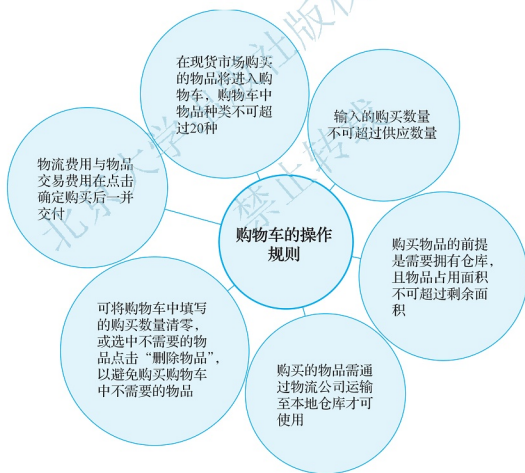 在现货市场购买
的物品将进入购
物车，购物车中
物品种类不可超
过20种
输入的购买数量
不可超过供应数量
物流费用与物品
交易费用在点击
确定购买后一并
交付
购物车的操作
规则
购买物品的前提
是需要拥有仓库，
且物品占用面积
不可超过剩余面
积
可将购物车中填写
的购买数量清零，
或选中不需要的物
品点击“删除物品”，
以避免购买购物车
中不需要的物品
购买的物品需通
过物流公司运输
至本地仓库才可
使用
禁止转载